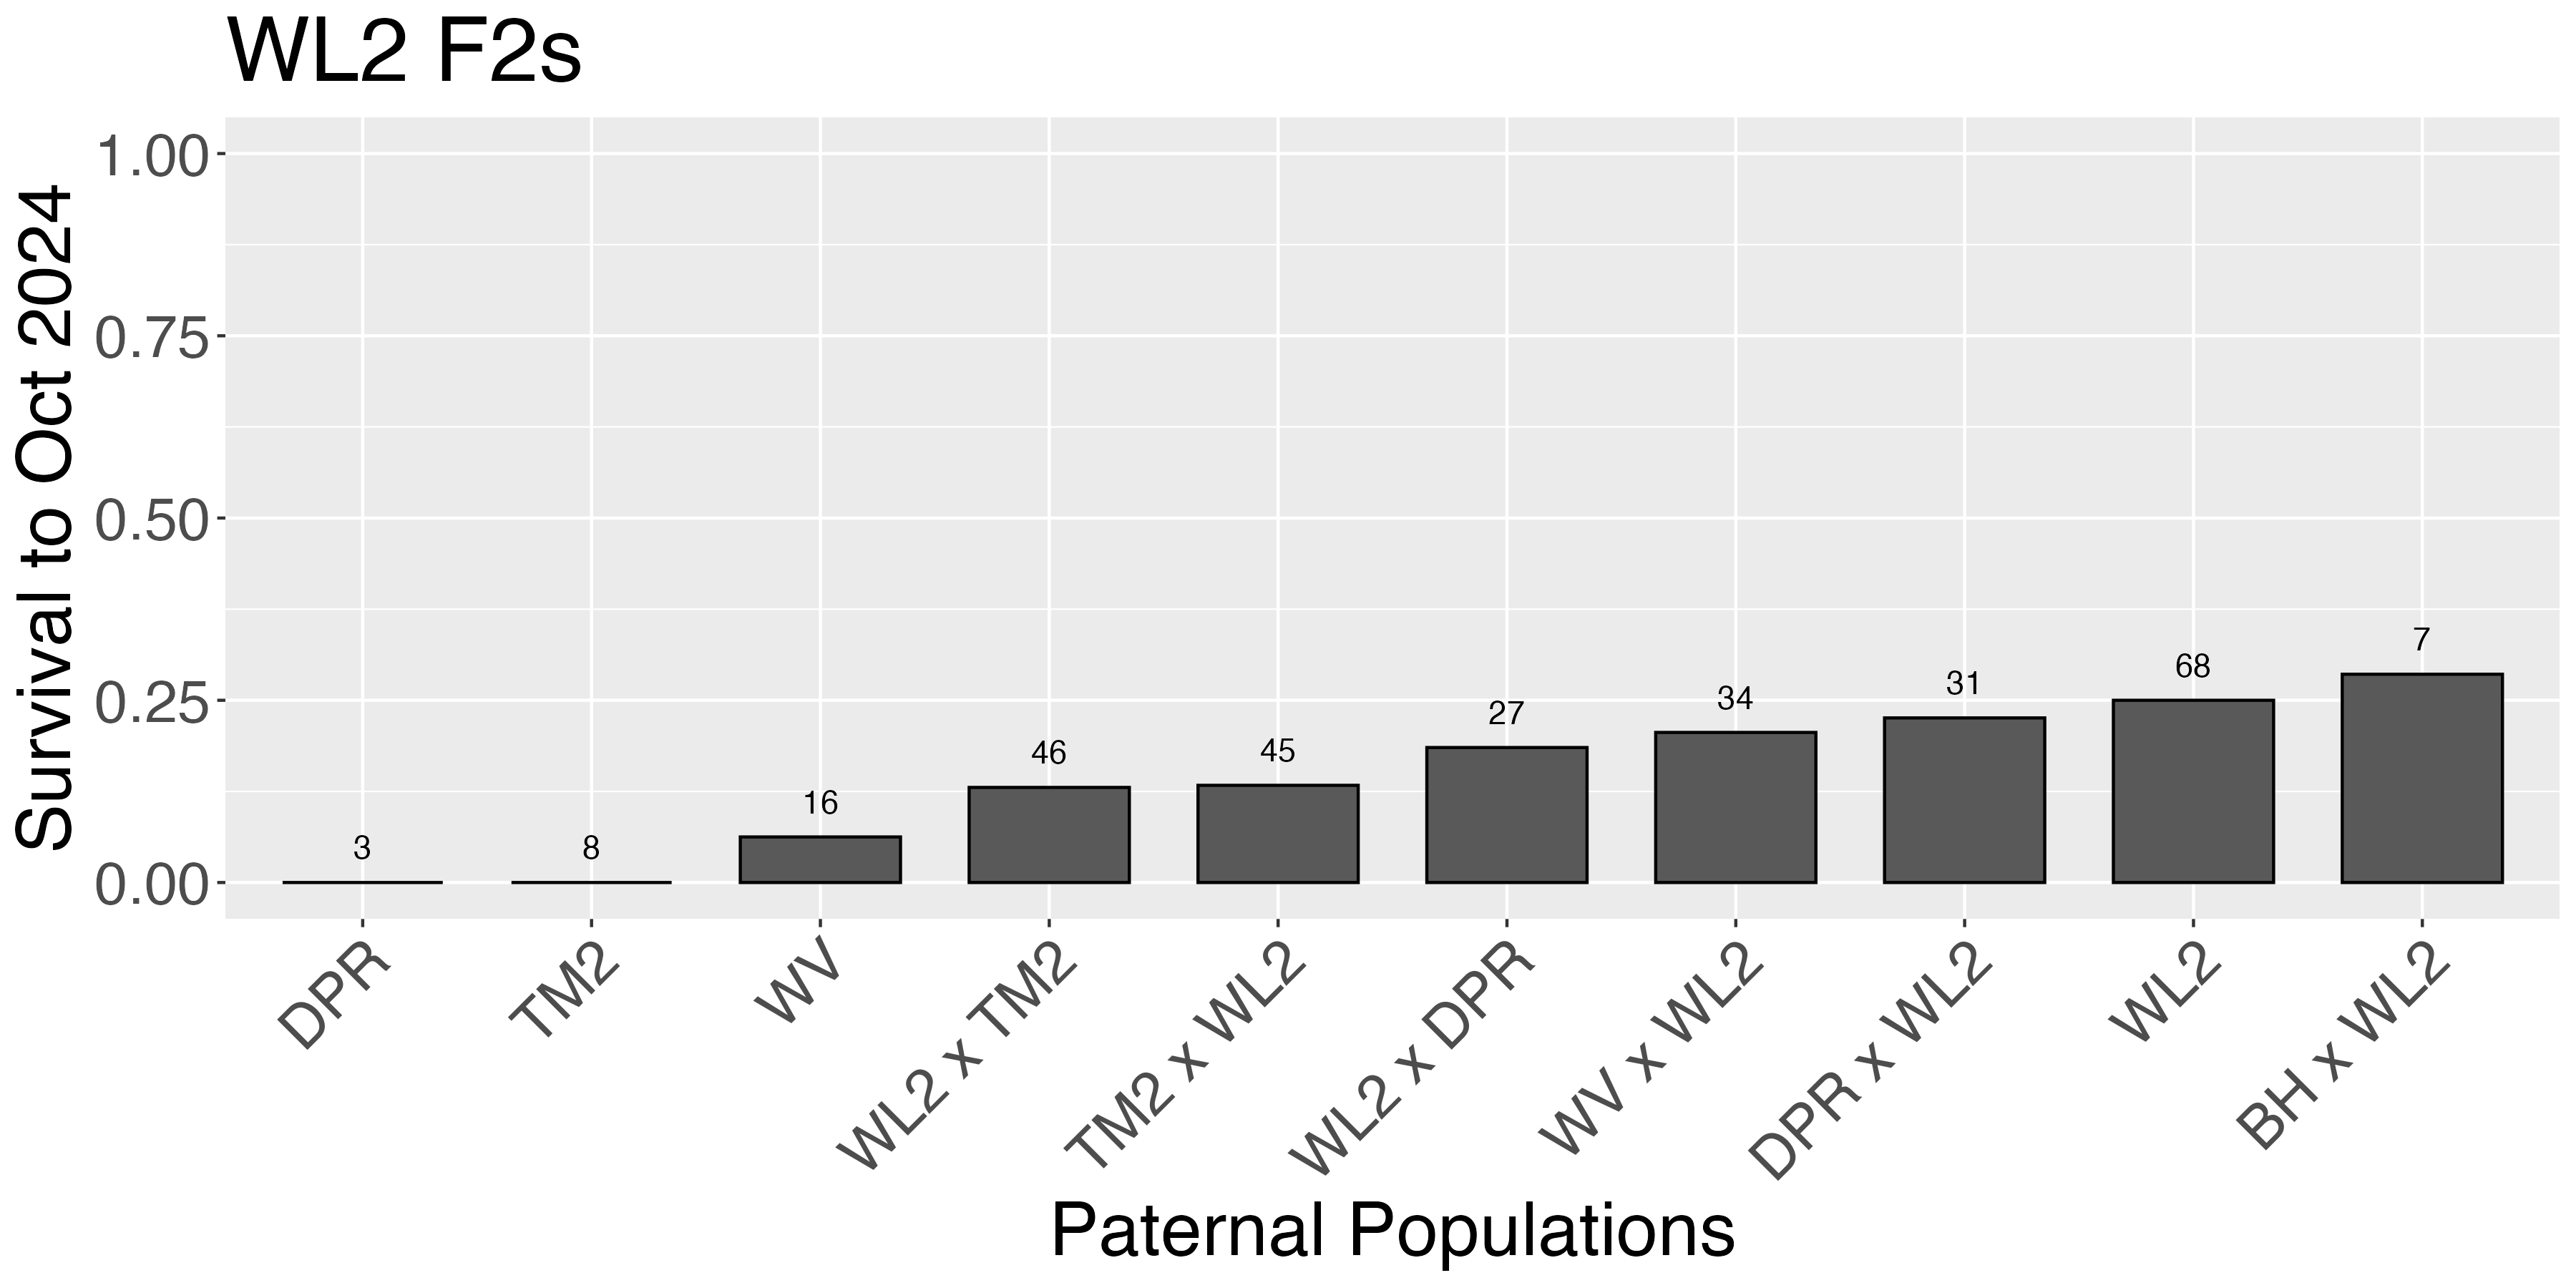 WL2 F2s
Survival to Oct 2024
1.00
0.75
0.50
0.25
0.00
3
8
16
46
45
27
34
31
68
7
DPR
TM2
WV
WL2 x TM2
TM2 x WL2
WL2 x DPR
WV x WL2
DPR x WL2
WL2
BH x WL2
Paternal Populations